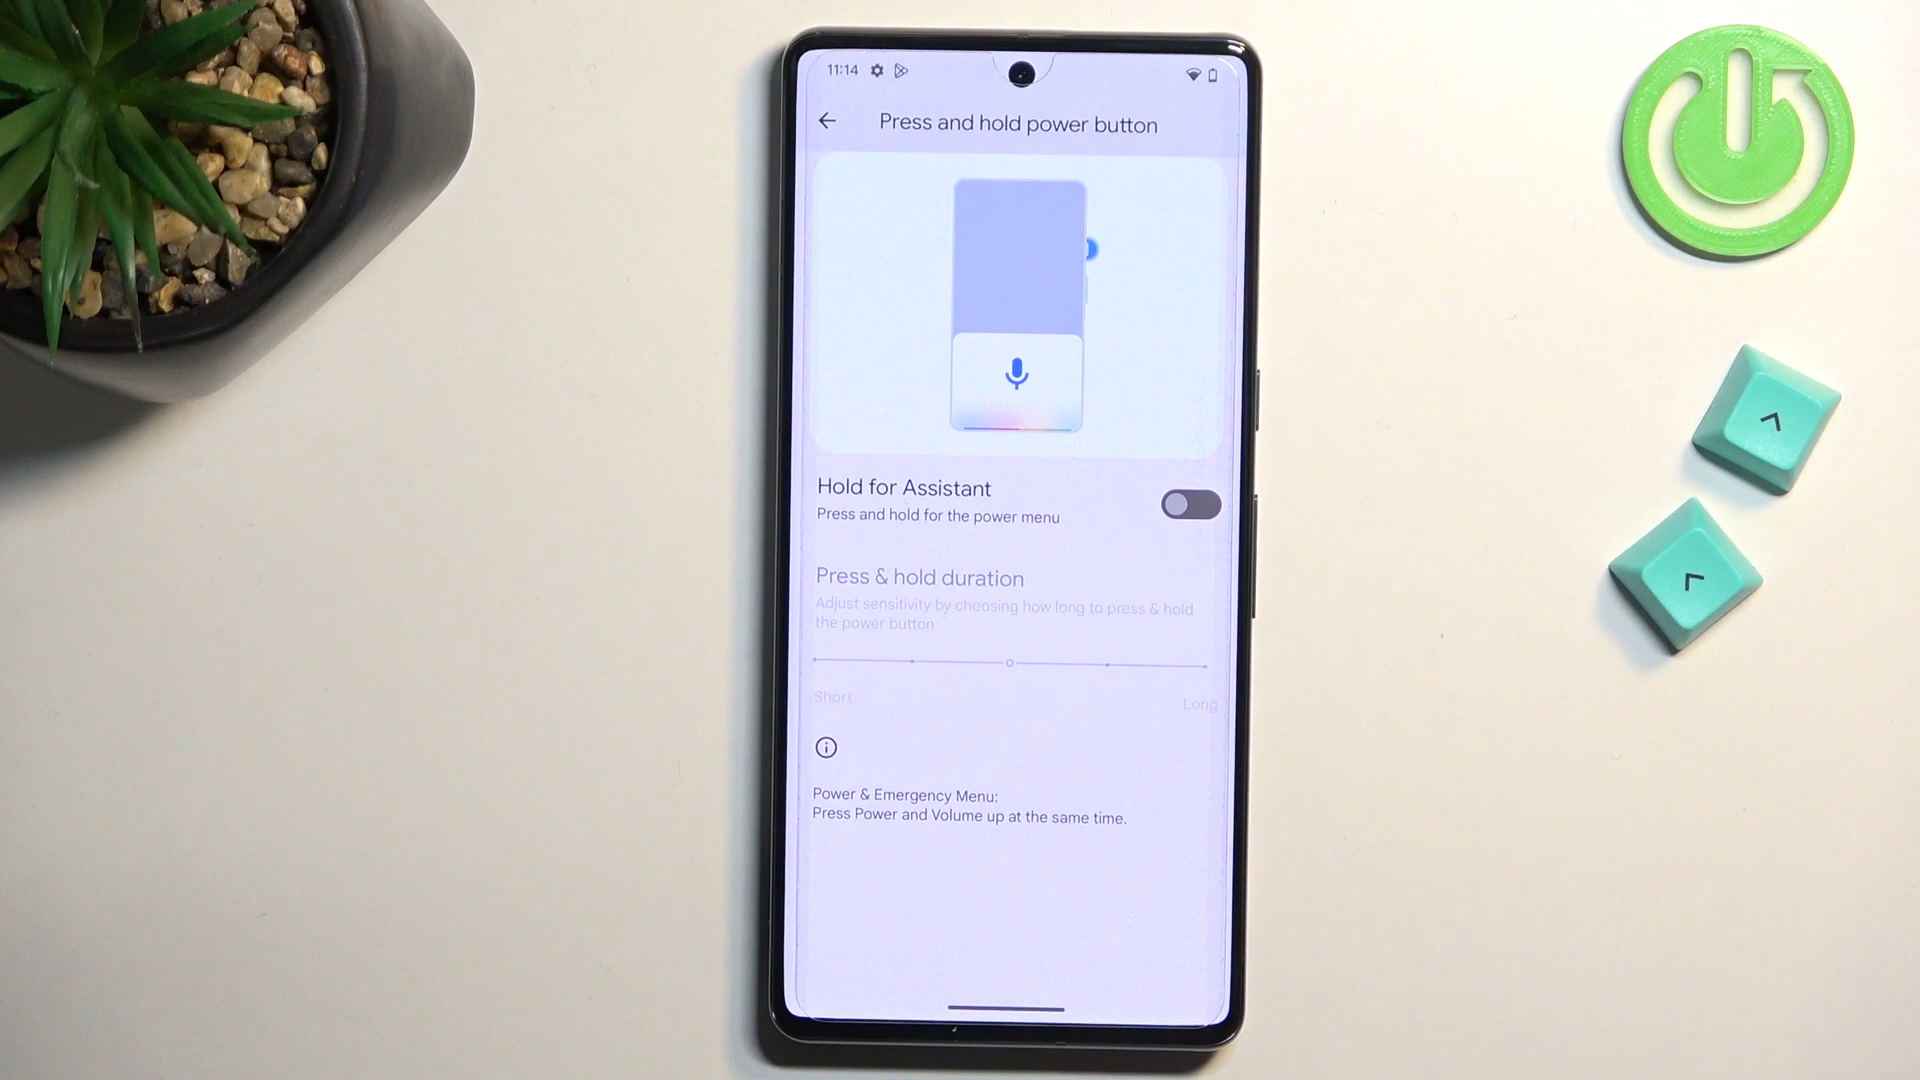 11:14
Press and hold power button
Hold for Assistant
Press and hold for the power menu
Press & hold duration
Adjust sensitivity by choosing how long to press & hold
the power button
Short
Long
Power & Emergency Menu:
Press Power and Volume up at the same time.